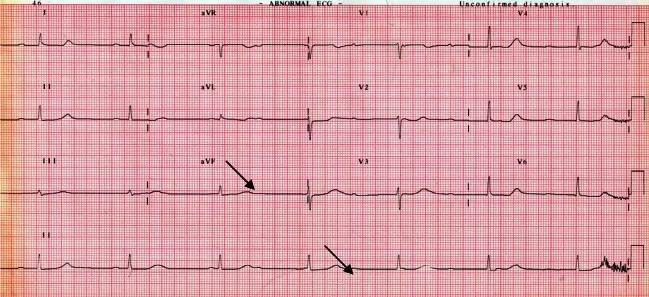 46
- ABNORMAL ECG -
Unconfirmed diagnosis
I
aVR
V1
V4
II
aVL
V2
V5
III
aVF
V3
V6
II